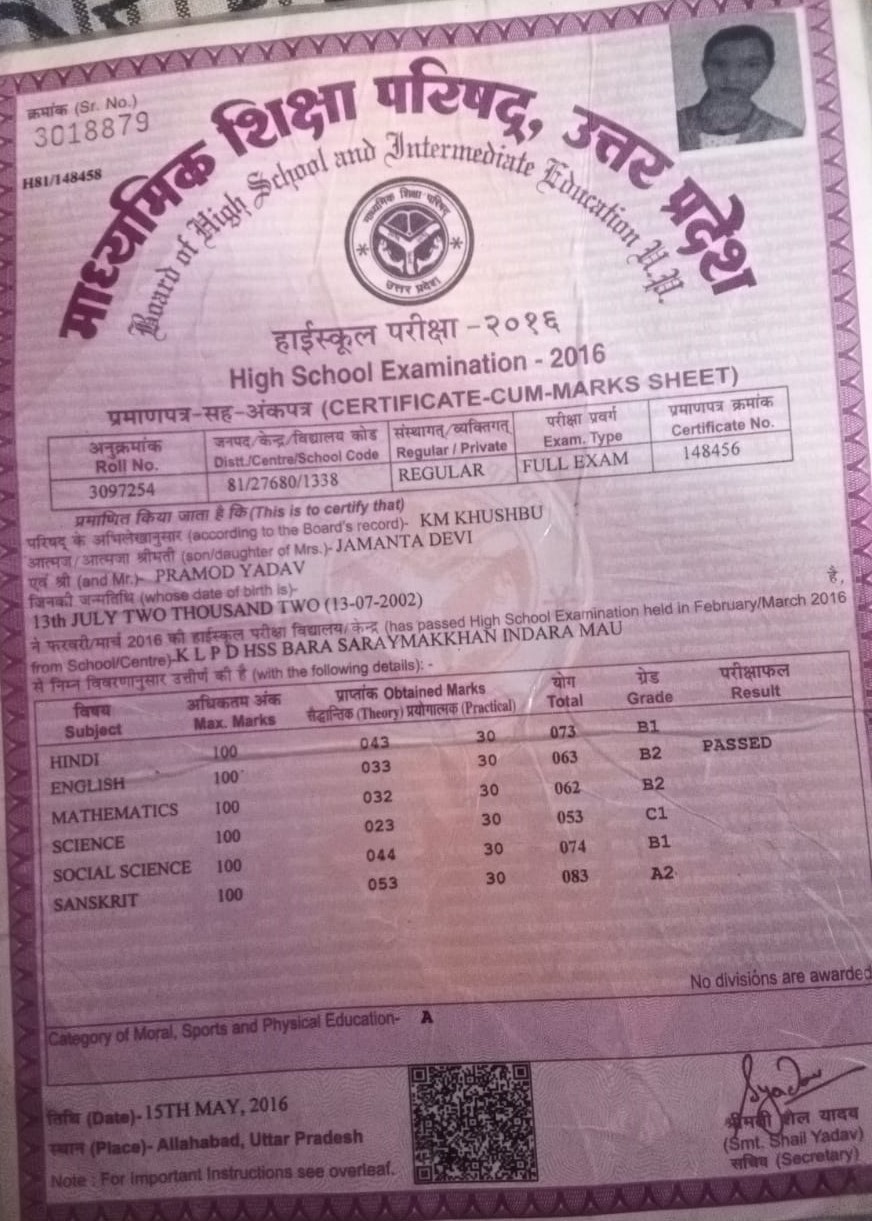 क्रमांक (Sr. No.)
3018879
H81/148458
माध्यमिक शिक्षा परिषद्, उत्तर प्रदेश
Board of High School and Intermediate Education U.P.
माध्यमिक शिक्षा परिषद्
उत्तर प्रदेश
हाईस्कूल परीक्षा -२०१६
High School Examination - 2016
प्रमाणपत्र-सह-अंकपत्र (CERTIFICATE-CUM-MARKS SHEET)
अनुक्रमांक जनपद/केन्द्र/विद्यालय कोड संस्थागत/व्यक्तिगत् परीक्षा प्रवर्ग प्रमाणपत्र क्रमांक
Roll No. Distt./Centre/School Code Regular / Private Exam. Type Certificate No.
3097254 81/27680/1338 REGULAR FULL EXAM 148456
प्रमाणित किया जाता है कि (This is to certify that)
परिषद् के अभिलेखानुसार (according to the Board's record)- KM KHUSHBU
आत्मज/आत्मजा श्रीमती (son/daughter of Mrs.)- JAMANTA DEVI
एवं श्री (and Mr.)- PRAMOD YADAV
जिनकी जन्मतिथि (whose date of birth is)-
13th JULY TWO THOUSAND TWO (13-07-2002) है,
ने फरवरी/मार्च 2016 की हाईस्कूल परीक्षा विद्यालय/केन्द्र (has passed High School Examination held in February/March 2016
from School/Centre)-K L P D HSS BARA SARAYMAKKHAN INDARA MAU
से निम्न विवरणानुसार उत्तीर्ण की है (with the following details): -
विषय अधिकतम अंक प्राप्तांक Obtained Marks योग ग्रेड परीक्षाफल
Subject Max. Marks सैद्धान्तिक (Theory) प्रयोगात्मक (Practical) Total Grade Result
HINDI 100 043 30 073 B1 PASSED
ENGLISH 100 033 30 063 B2
MATHEMATICS 100 032 30 062 B2
SCIENCE 100 023 30 053 C1
SOCIAL SCIENCE 100 044 30 074 B1
SANSKRIT 100 053 30 083 A2
No divisions are awarded
Category of Moral, Sports and Physical Education- A
तिथि (Date)- 15TH MAY, 2016
स्थान (Place)- Allahabad, Uttar Pradesh
Note : For Important Instructions see overleaf.
Syadav
श्रीमती शैल यादव
(Smt. Shail Yadav)
सचिव (Secretary)